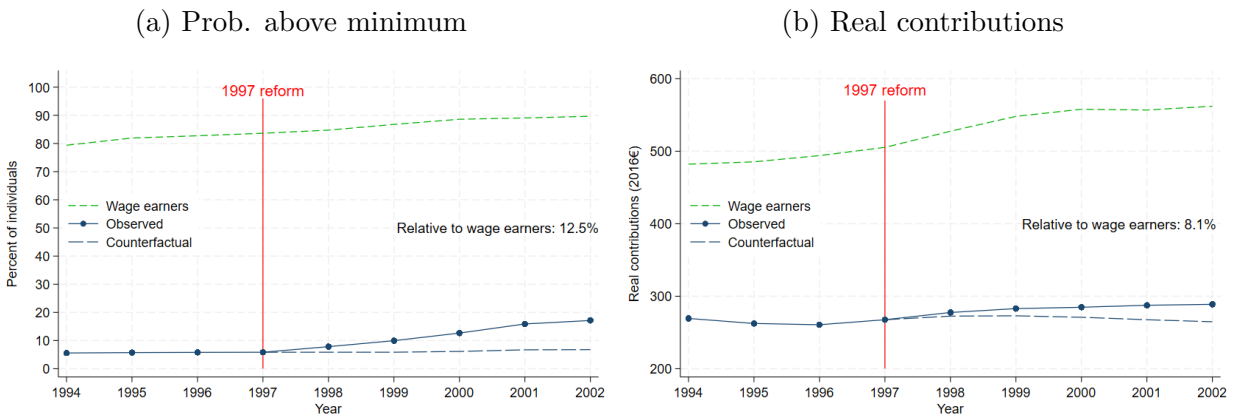 (a) Prob. above minimum
100
90
80
70
60
50
40
30
20
10
0
Percent of individuals
1997 reform
Wage earners
Observed
Counterfactual
Relative to wage earners: 12.5%
1994 1995 1996 1997 1998 1999 2000 2001 2002
Year
(b) Real contributions
600
500
400
300
200
Real contributions (2016€)
1997 reform
Wage earners
Observed
Counterfactual
Relative to wage earners: 8.1%
1994 1995 1996 1997 1998 1999 2000 2001 2002
Year